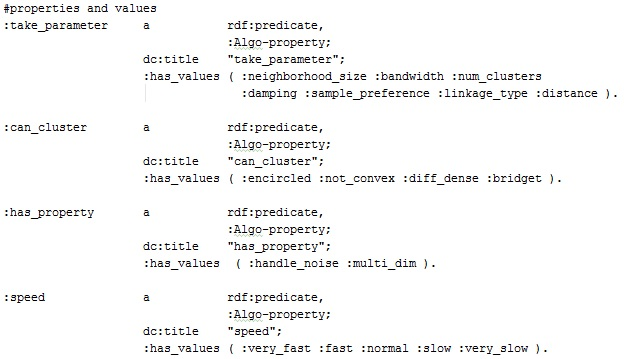 #properties and values
:take_parameter a rdf:predicate,
:Algo-property;
dc:title "take_parameter";
:has_values ( :neighborhood_size :bandwidth :num_clusters
:damping :sample_preference :linkage_type :distance ).
:can_cluster a rdf:predicate,
:Algo-property;
dc:title "can_cluster";
:has_values ( :encircled :not_convex :diff_dense :bridget ).
:has_property a rdf:predicate,
:Algo-property;
dc:title "has_property";
:has_values ( :handle_noise :multi_dim ).
:speed a rdf:predicate,
:Algo-property;
dc:title "speed";
:has_values ( :very_fast :fast :normal :slow :very_slow ).